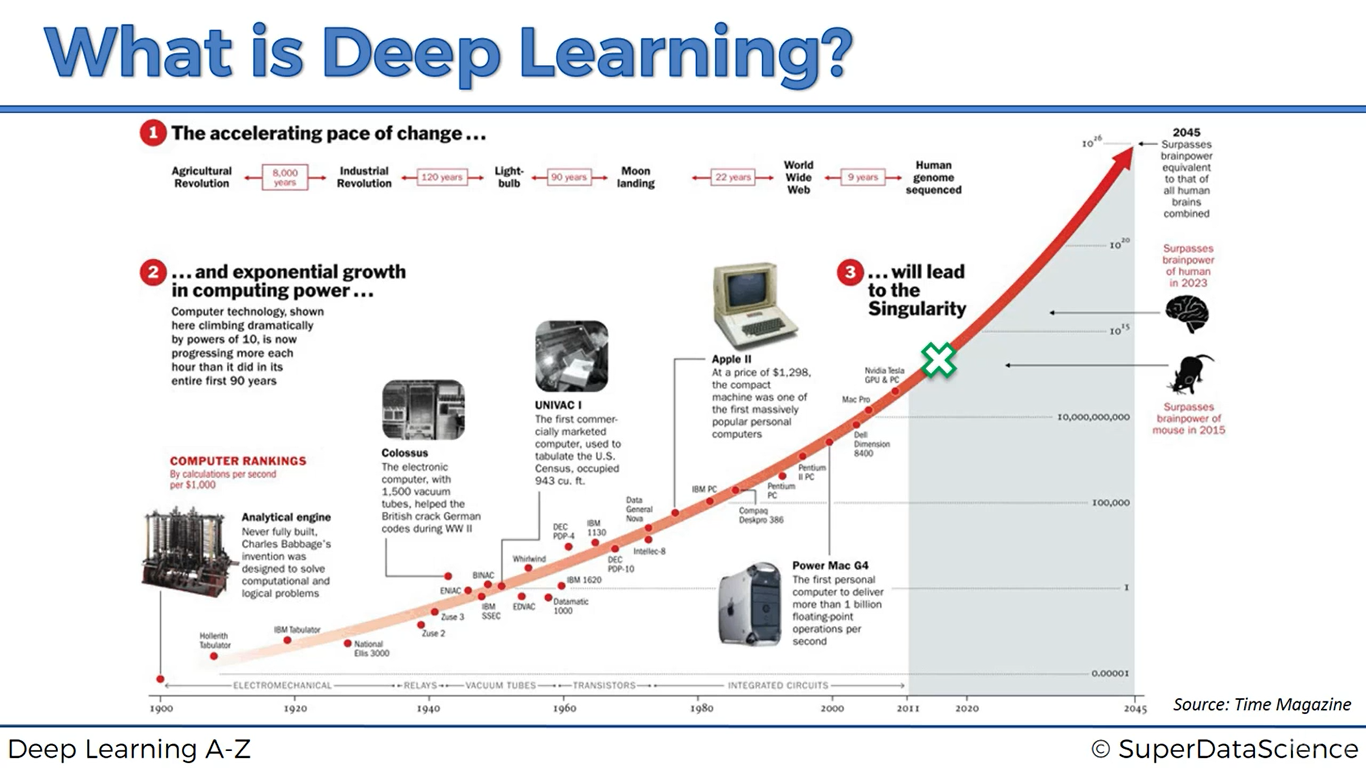 What is Deep Learning?
1 The accelerating pace of change ...
Agricultural
Revolution
8,000
years
Industrial
Revolution
120 years
Light-
bulb
90 years
Moon
landing
22 years
World
Wide
Web
9 years
Human
genome
sequenced
2 ... and exponential growth
in computing power ...
Computer technology, shown
here climbing dramatically
by powers of 10, is now
progressing more each
hour than it did in its
entire first 90 years
COMPUTER RANKINGS
By calculations per second
per $1,000
Analytical engine
Never fully built,
Charles Babbage's
invention was
designed to solve
computational and
logical problems
Colossus
The electronic
computer, with
1,500 vacuum
tubes, helped the
British crack German
codes during WW II
UNIVAC I
The first commer-
cially marketed
computer, used to
tabulate the U.S.
Census, occupied
943 cu. ft.
Apple II
At a price of $1,298,
the compact
machine was one of
the first massively
popular personal
computers
Power Mac G4
The first personal
computer to deliver
more than 1 billion
floating-point
operations per
second
3 ... will lead
to the
Singularity
Hollerith
Tabulator
IBM Tabulator
National
Ellis 3000
Zuse 2
Zuse 3
ENIAC
BINAC
IBM
SSEC
Whirlwind
EDVAC
DEC
PDP-4
IBM
1130
IBM 1620
Datamatic
1000
DEC
PDP-10
Data
General
Nova
Intellec-8
IBM PC
Compaq
Deskpro 386
Pentium
PC
Pentium
II PC
Dell
Dimension
8400
Mac Pro
Nvidia Tesla
GPU & PC
10²⁶
10²⁰
10¹⁵
10,000,000,000
100,000
1
0.00001
2045
Surpasses
brainpower
equivalent
to that of
all human
brains
combined
Surpasses
brainpower
of human
in 2023
Surpasses
brainpower of
mouse in 2015
ELECTROMECHANICAL
RELAYS
VACUUM TUBES
TRANSISTORS
INTEGRATED CIRCUITS
1900
1920
1940
1960
1980
2000
2011
2020
2045
Source: Time Magazine
Deep Learning A-Z
© SuperDataScience